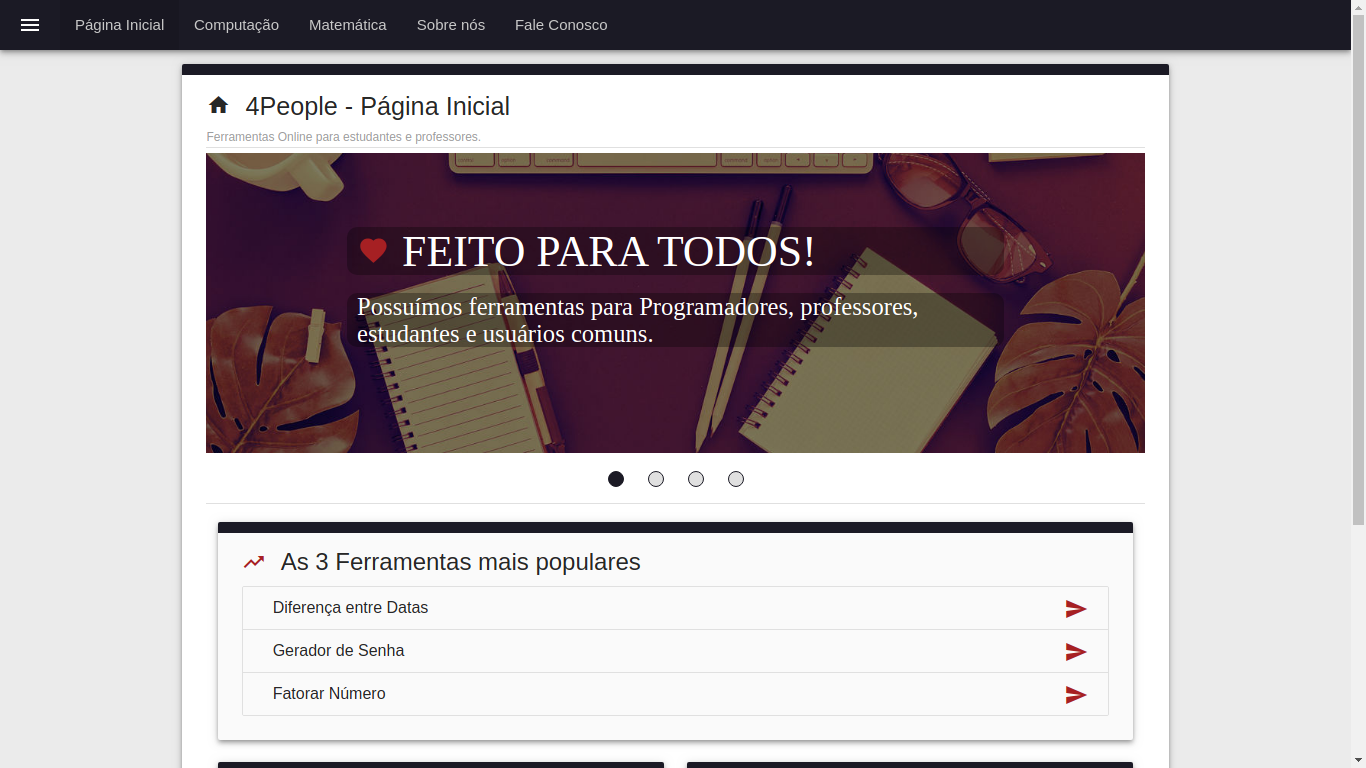 Página Inicial
Computação
Matemática
Sobre nós
Fale Conosco
4People - Página Inicial
Ferramentas Online para estudantes e professores.
FEITO PARA TODOS!
Possuímos ferramentas para Programadores, professores,
estudantes e usuários comuns.
As 3 Ferramentas mais populares
Diferença entre Datas
Gerador de Senha
Fatorar Número